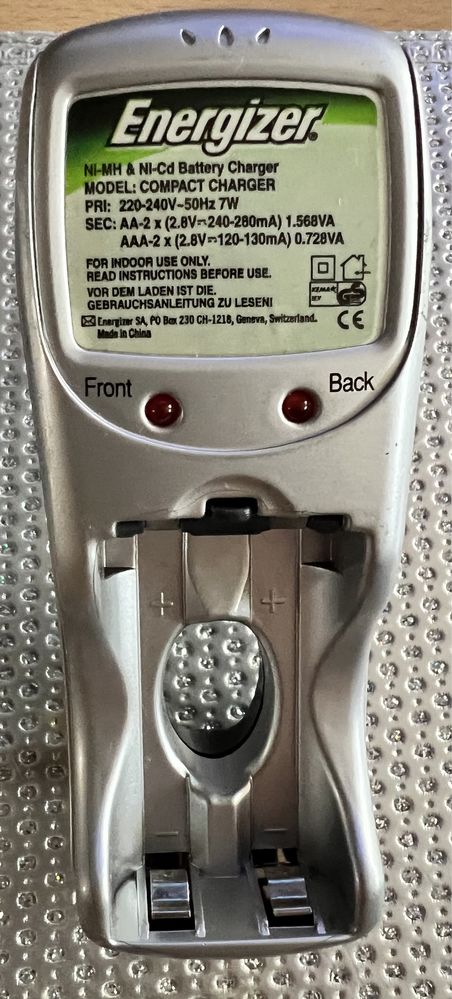 Energizer®
Ni-MH & Ni-Cd Battery Charger
MODEL: COMPACT CHARGER
PRI: 220-240V~50Hz 7W
SEC: AA-2 x (2.8V⎓240-280mA) 1.568VA
AAA-2 x (2.8V⎓120-130mA) 0.728VA
FOR INDOOR USE ONLY.
READ INSTRUCTIONS BEFORE USE.
VOR DEM LADEN IST DIE.
GEBRAUCHSANLEITUNG ZU LESEN!
Energizer SA, PO Box 230 CH-1218, Geneva, Switzerland.
Made in China
KEMA
CE
Front
Back
+ +
- -